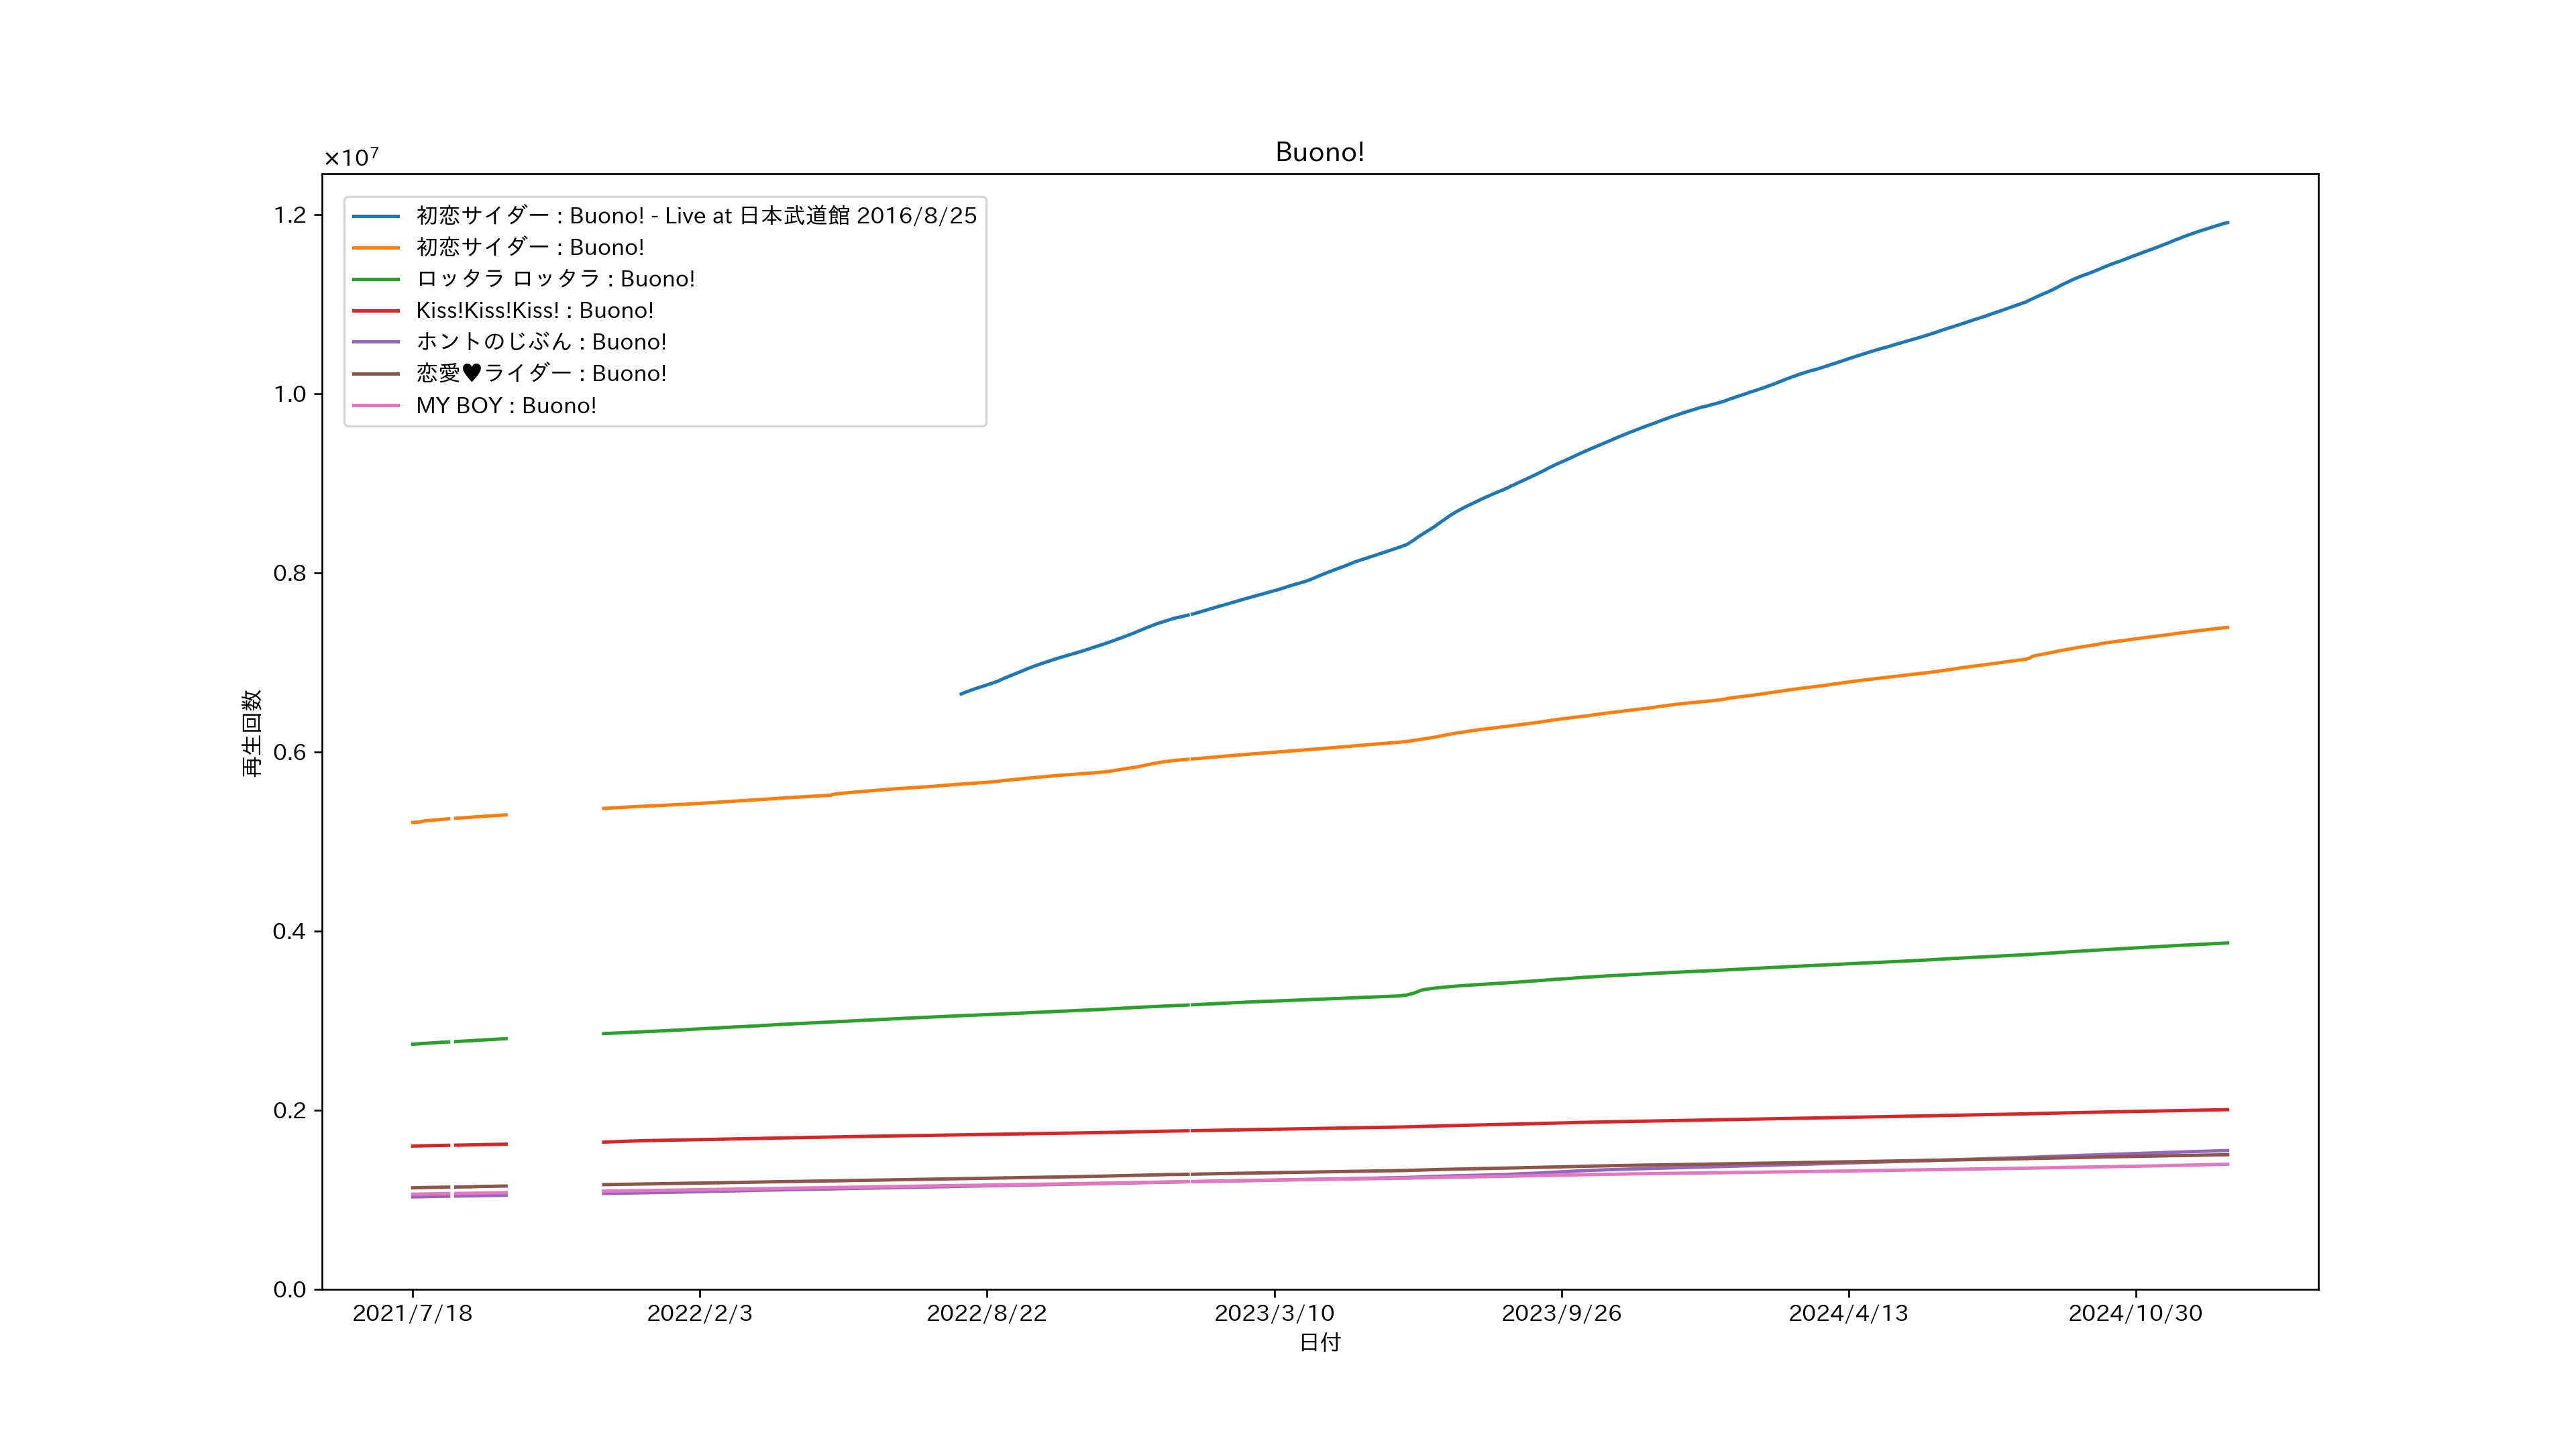 Buono!
×10⁷
1.2
1.0
0.8
0.6
0.4
0.2
0.0
再生回数
初恋サイダー : Buono! - Live at 日本武道館 2016/8/25
初恋サイダー : Buono!
ロッタラ ロッタラ : Buono!
Kiss!Kiss!Kiss! : Buono!
ホントのじぶん : Buono!
恋愛♥ライダー : Buono!
MY BOY : Buono!
2021/7/18 2022/2/3 2022/8/22 2023/3/10 2023/9/26 2024/4/13 2024/10/30
日付